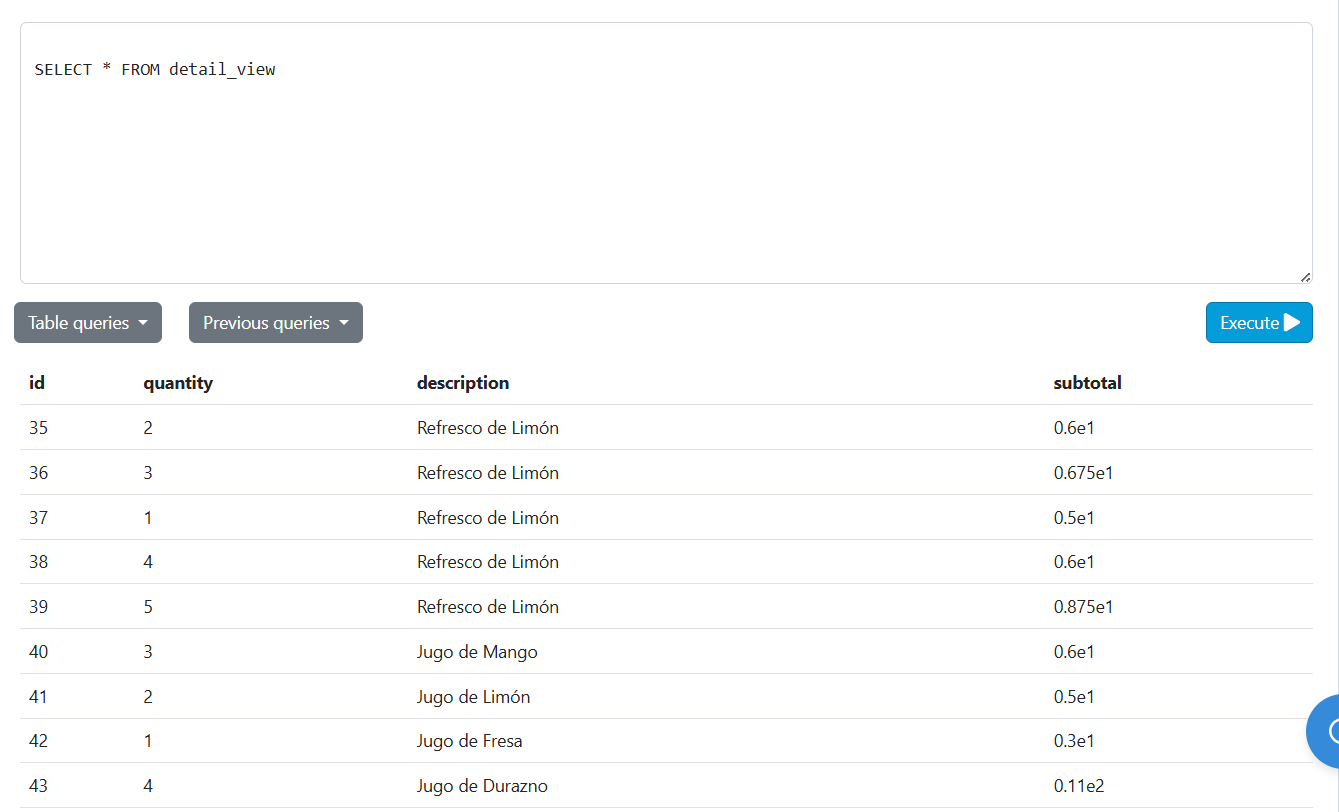 SELECT * FROM detail_view
Table queries Previous queries Execute
id quantity description subtotal
35 2 Refresco de Limón 0.6e1
36 3 Refresco de Limón 0.675e1
37 1 Refresco de Limón 0.5e1
38 4 Refresco de Limón 0.6e1
39 5 Refresco de Limón 0.875e1
40 3 Jugo de Mango 0.6e1
41 2 Jugo de Limón 0.5e1
42 1 Jugo de Fresa 0.3e1
43 4 Jugo de Durazno 0.11e2